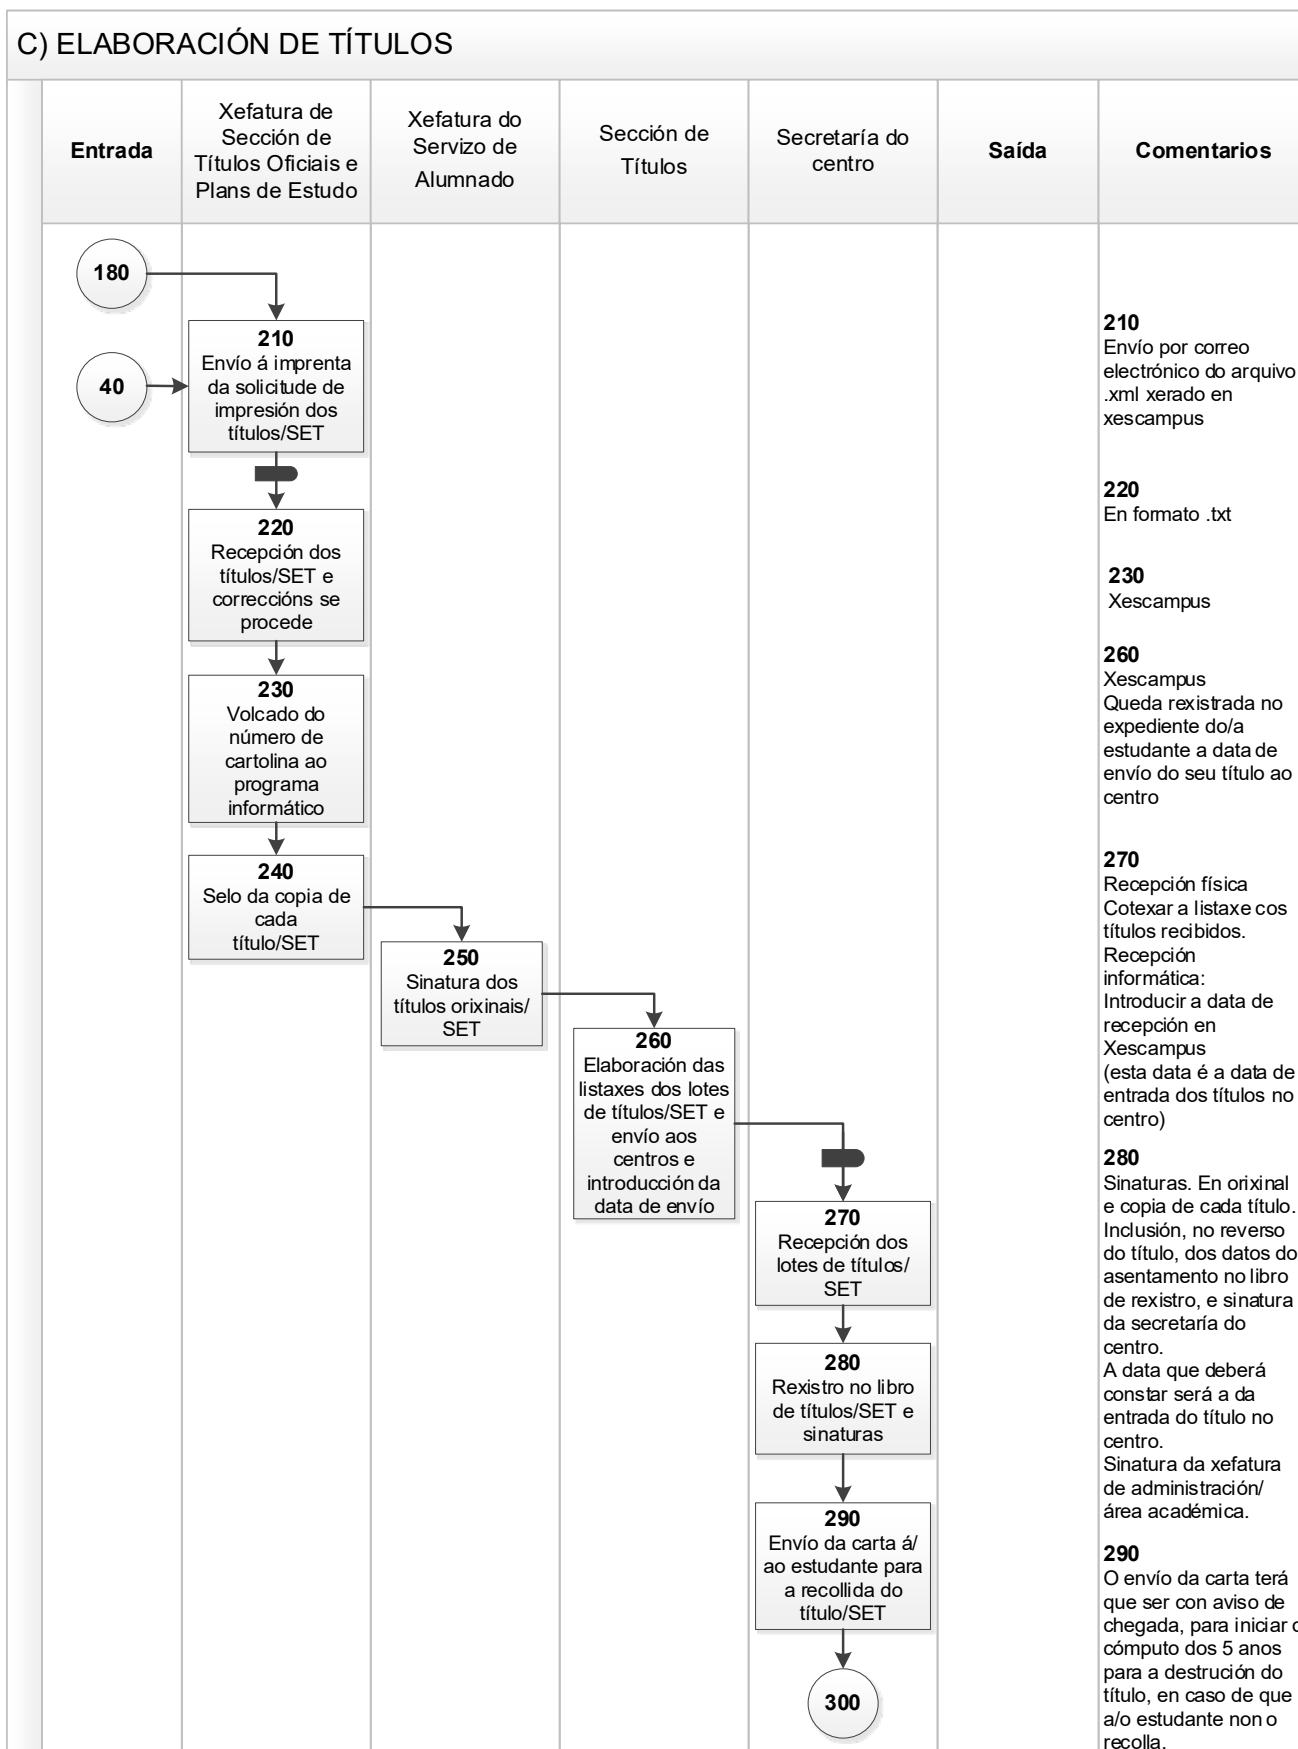 C) ELABORACIÓN DE TÍTULOS
Entrada
Xefatura de
Sección de
Títulos Oficiais e
Plans de Estudo
Xefatura do
Servizo de
Alumnado
Sección de
Títulos
Secretaría do
centro
Saída
Comentarios
180
40
210
Envío á imprenta
da solicitude de
impresión dos
títulos/SET
220
Recepción dos
títulos/SET e
correccións se
procede
230
Volcado do
número de
cartolina ao
programa
informático
240
Selo da copia de
cada
título/SET
250
Sinatura dos
títulos orixinais/
SET
260
Elaboración das
listaxes dos lotes
de títulos/SET e
envío aos
centros e
introducción da
data de envío
270
Recepción dos
lotes de títulos/
SET
280
Rexistro no libro
de títulos/SET e
sinaturas
290
Envío da carta á/
ao estudante para
a recollida do
título/SET
300
210
Envío por correo
electrónico do arquivo
.xml xerado en
xescampus
220
En formato .txt
230
Xescampus
260
Xescampus
Queda rexistrada no
expediente do/a
estudante a data de
envío do seu título ao
centro
270
Recepción física
Cotexar a listaxe cos
títulos recibidos.
Recepción
informática:
Introducir a data de
recepción en
Xescampus
(esta data é a data de
entrada dos títulos no
centro)
280
Sinaturas. En orixinal
e copia de cada título.
Inclusión, no reverso
do título, dos datos do
asentamento no libro
de rexistro, e sinatura
da secretaría do
centro.
A data que deberá
constar será a da
entrada do título no
centro.
Sinatura da xefatura
de administración/
área académica.
290
O envío da carta terá
que ser con aviso de
chegada, para iniciar
cómputo dos 5 anos
para a destrución do
título, en caso de que
a/o estudante non o
recolla.